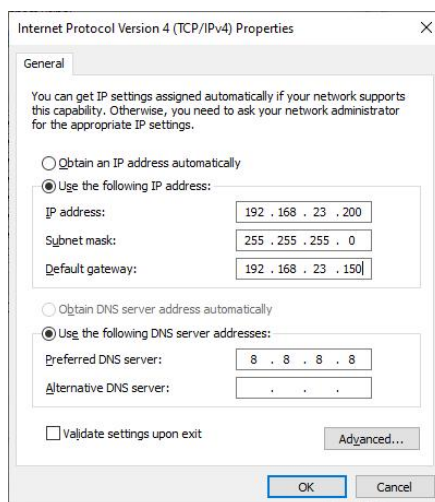 Internet Protocol Version 4 (TCP/IPv4) Properties
General
You can get IP settings assigned automatically if your network supports
this capability. Otherwise, you need to ask your network administrator
for the appropriate IP settings.
Obtain an IP address automatically
Use the following IP address:
IP address: 192 . 168 . 23 . 200
Subnet mask: 255 . 255 . 255 . 0
Default gateway: 192 . 168 . 23 . 150
Obtain DNS server address automatically
Use the following DNS server addresses:
Preferred DNS server: 8 . 8 . 8 . 8
Alternative DNS server: . . .
Validate settings upon exit
Advanced...
OK Cancel